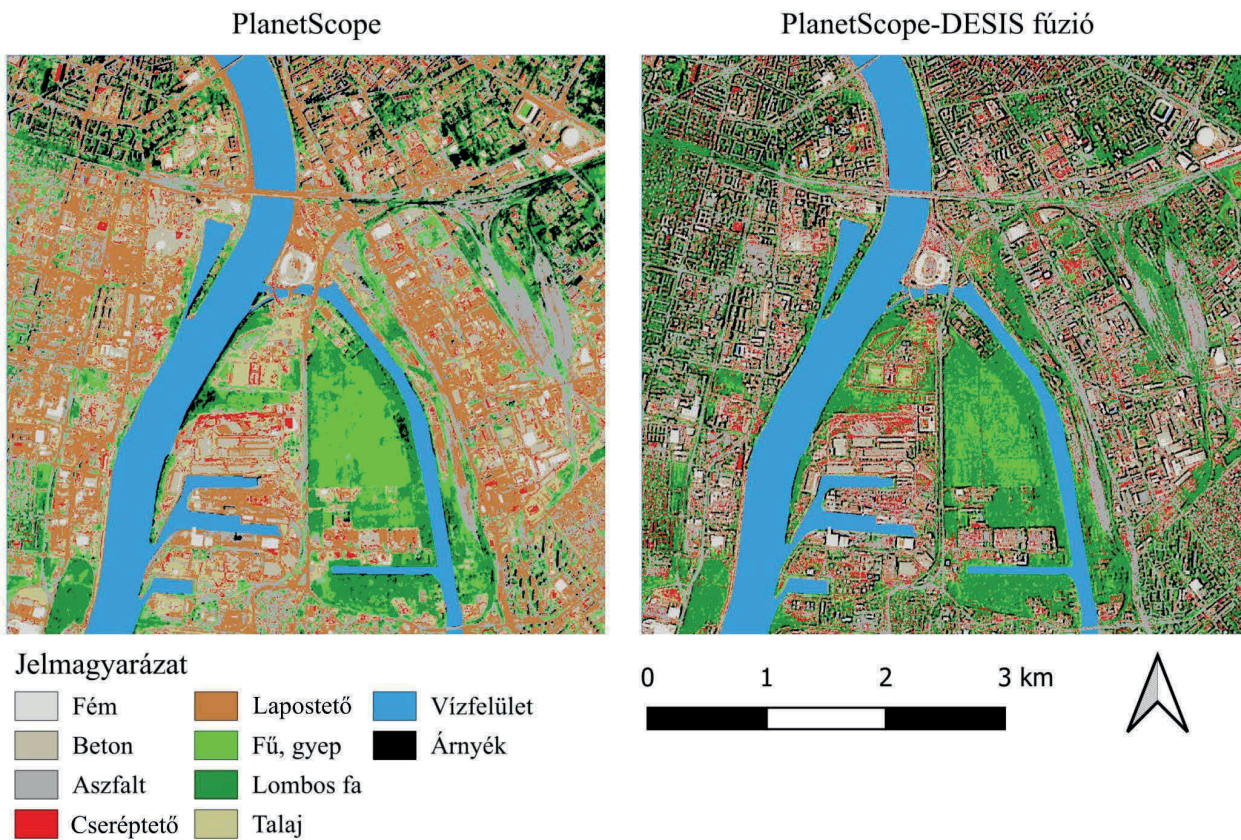 PlanetScope
PlanetScope-DESIS fúzió
Jelmagyarázat
Fém
Beton
Aszfalt
Cseréptető
Lapostető
Fű, gyep
Lombos fa
Talaj
Vízfelület
Árnyék
0 1 2 3 km